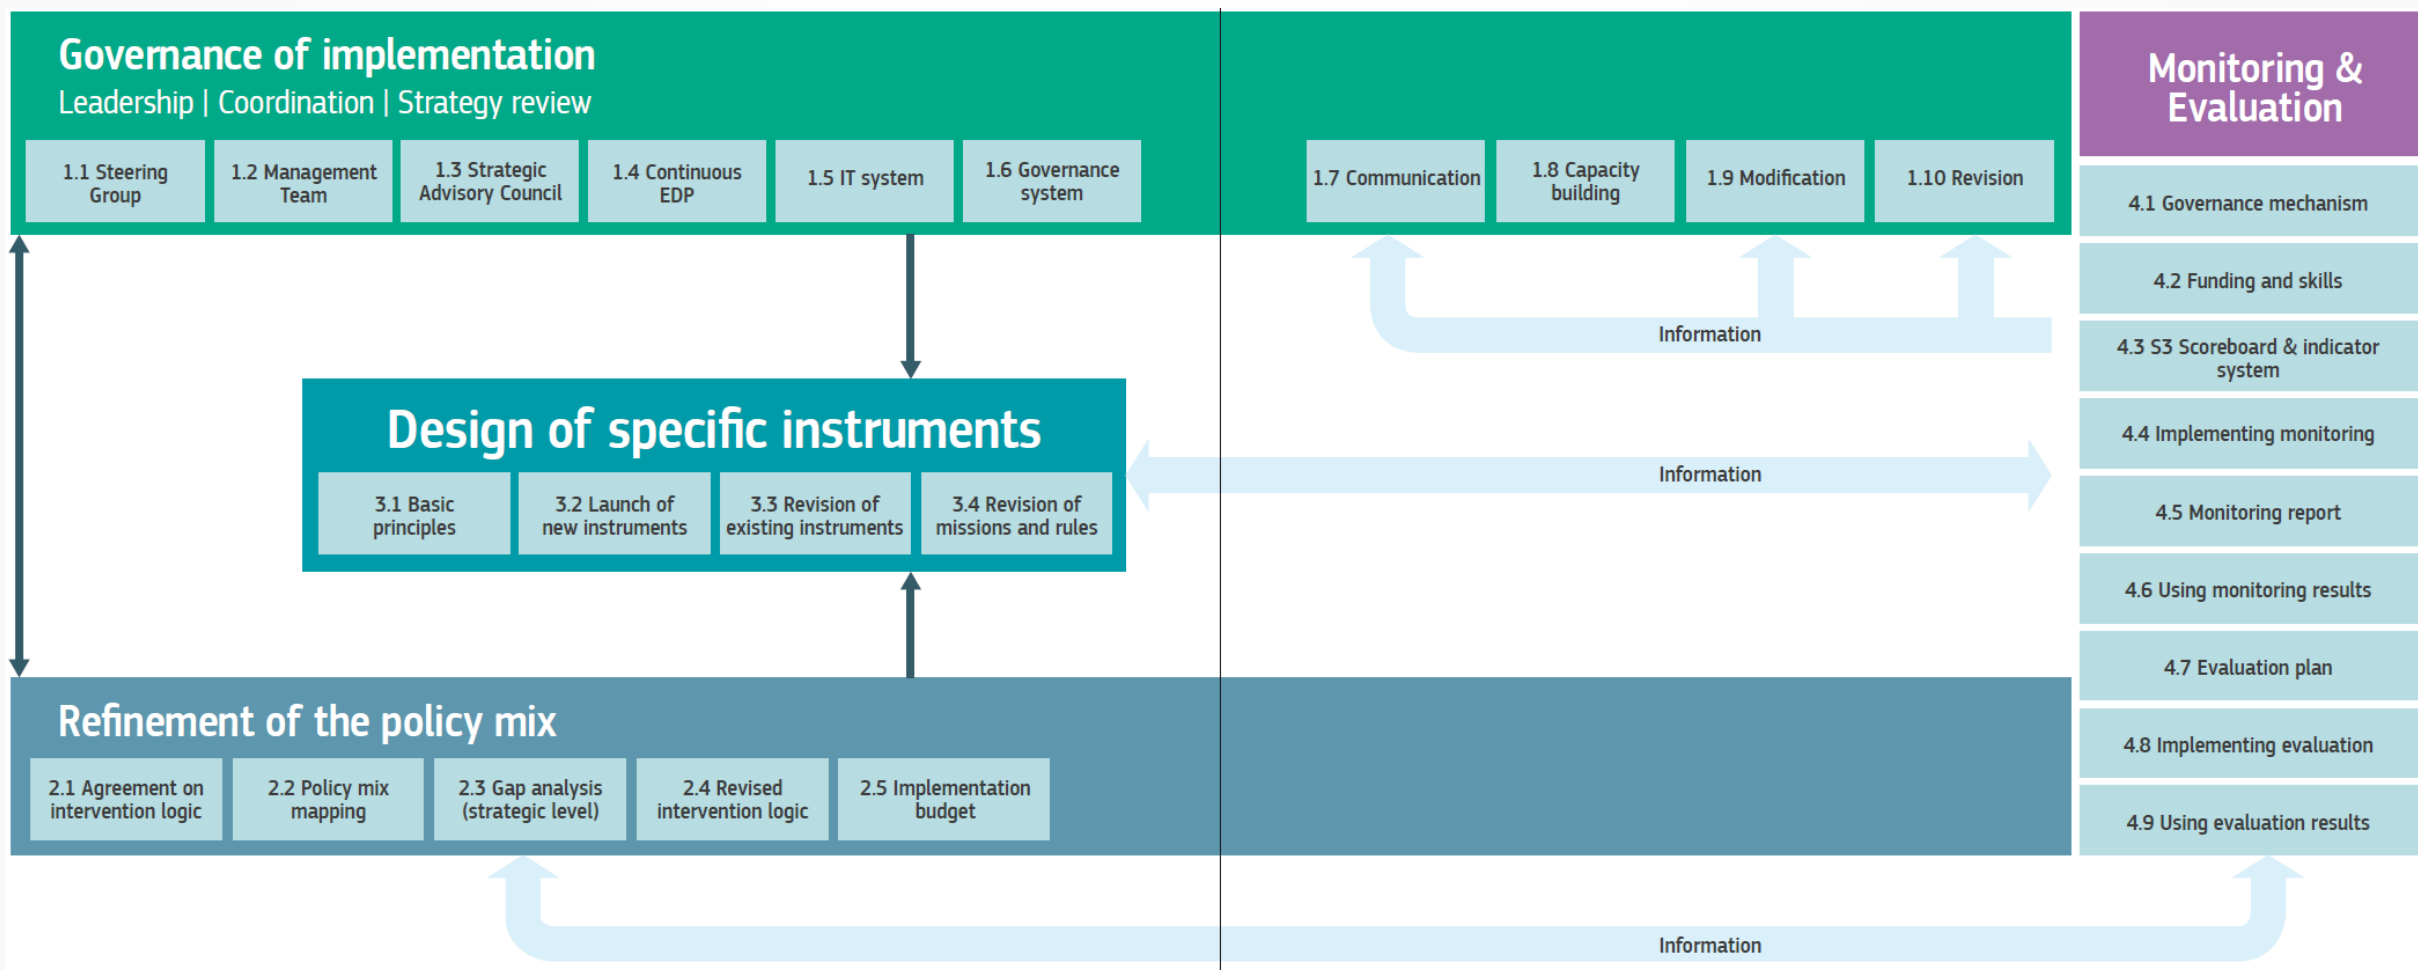 Governance of implementation
Leadership | Coordination | Strategy review
1.1 Steering
Group
1.2 Management
Team
1.3 Strategic
Advisory Council
1.4 Continuous
EDP
1.5 IT system
1.6 Governance
system
1.7 Communication
1.8 Capacity
building
1.9 Modification
1.10 Revision
Information
Design of specific instruments
3.1 Basic
principles
3.2 Launch of
new instruments
3.3 Revision of
existing instruments
3.4 Revision of
missions and rules
Information
Refinement of the policy mix
2.1 Agreement on
intervention logic
2.2 Policy mix
mapping
2.3 Gap analysis
(strategic level)
2.4 Revised
intervention logic
2.5 Implementation
budget
Information
Monitoring &
Evaluation
4.1 Governance mechanism
4.2 Funding and skills
4.3 S3 Scoreboard & indicator
system
4.4 Implementing monitoring
4.5 Monitoring report
4.6 Using monitoring results
4.7 Evaluation plan
4.8 Implementing evaluation
4.9 Using evaluation results